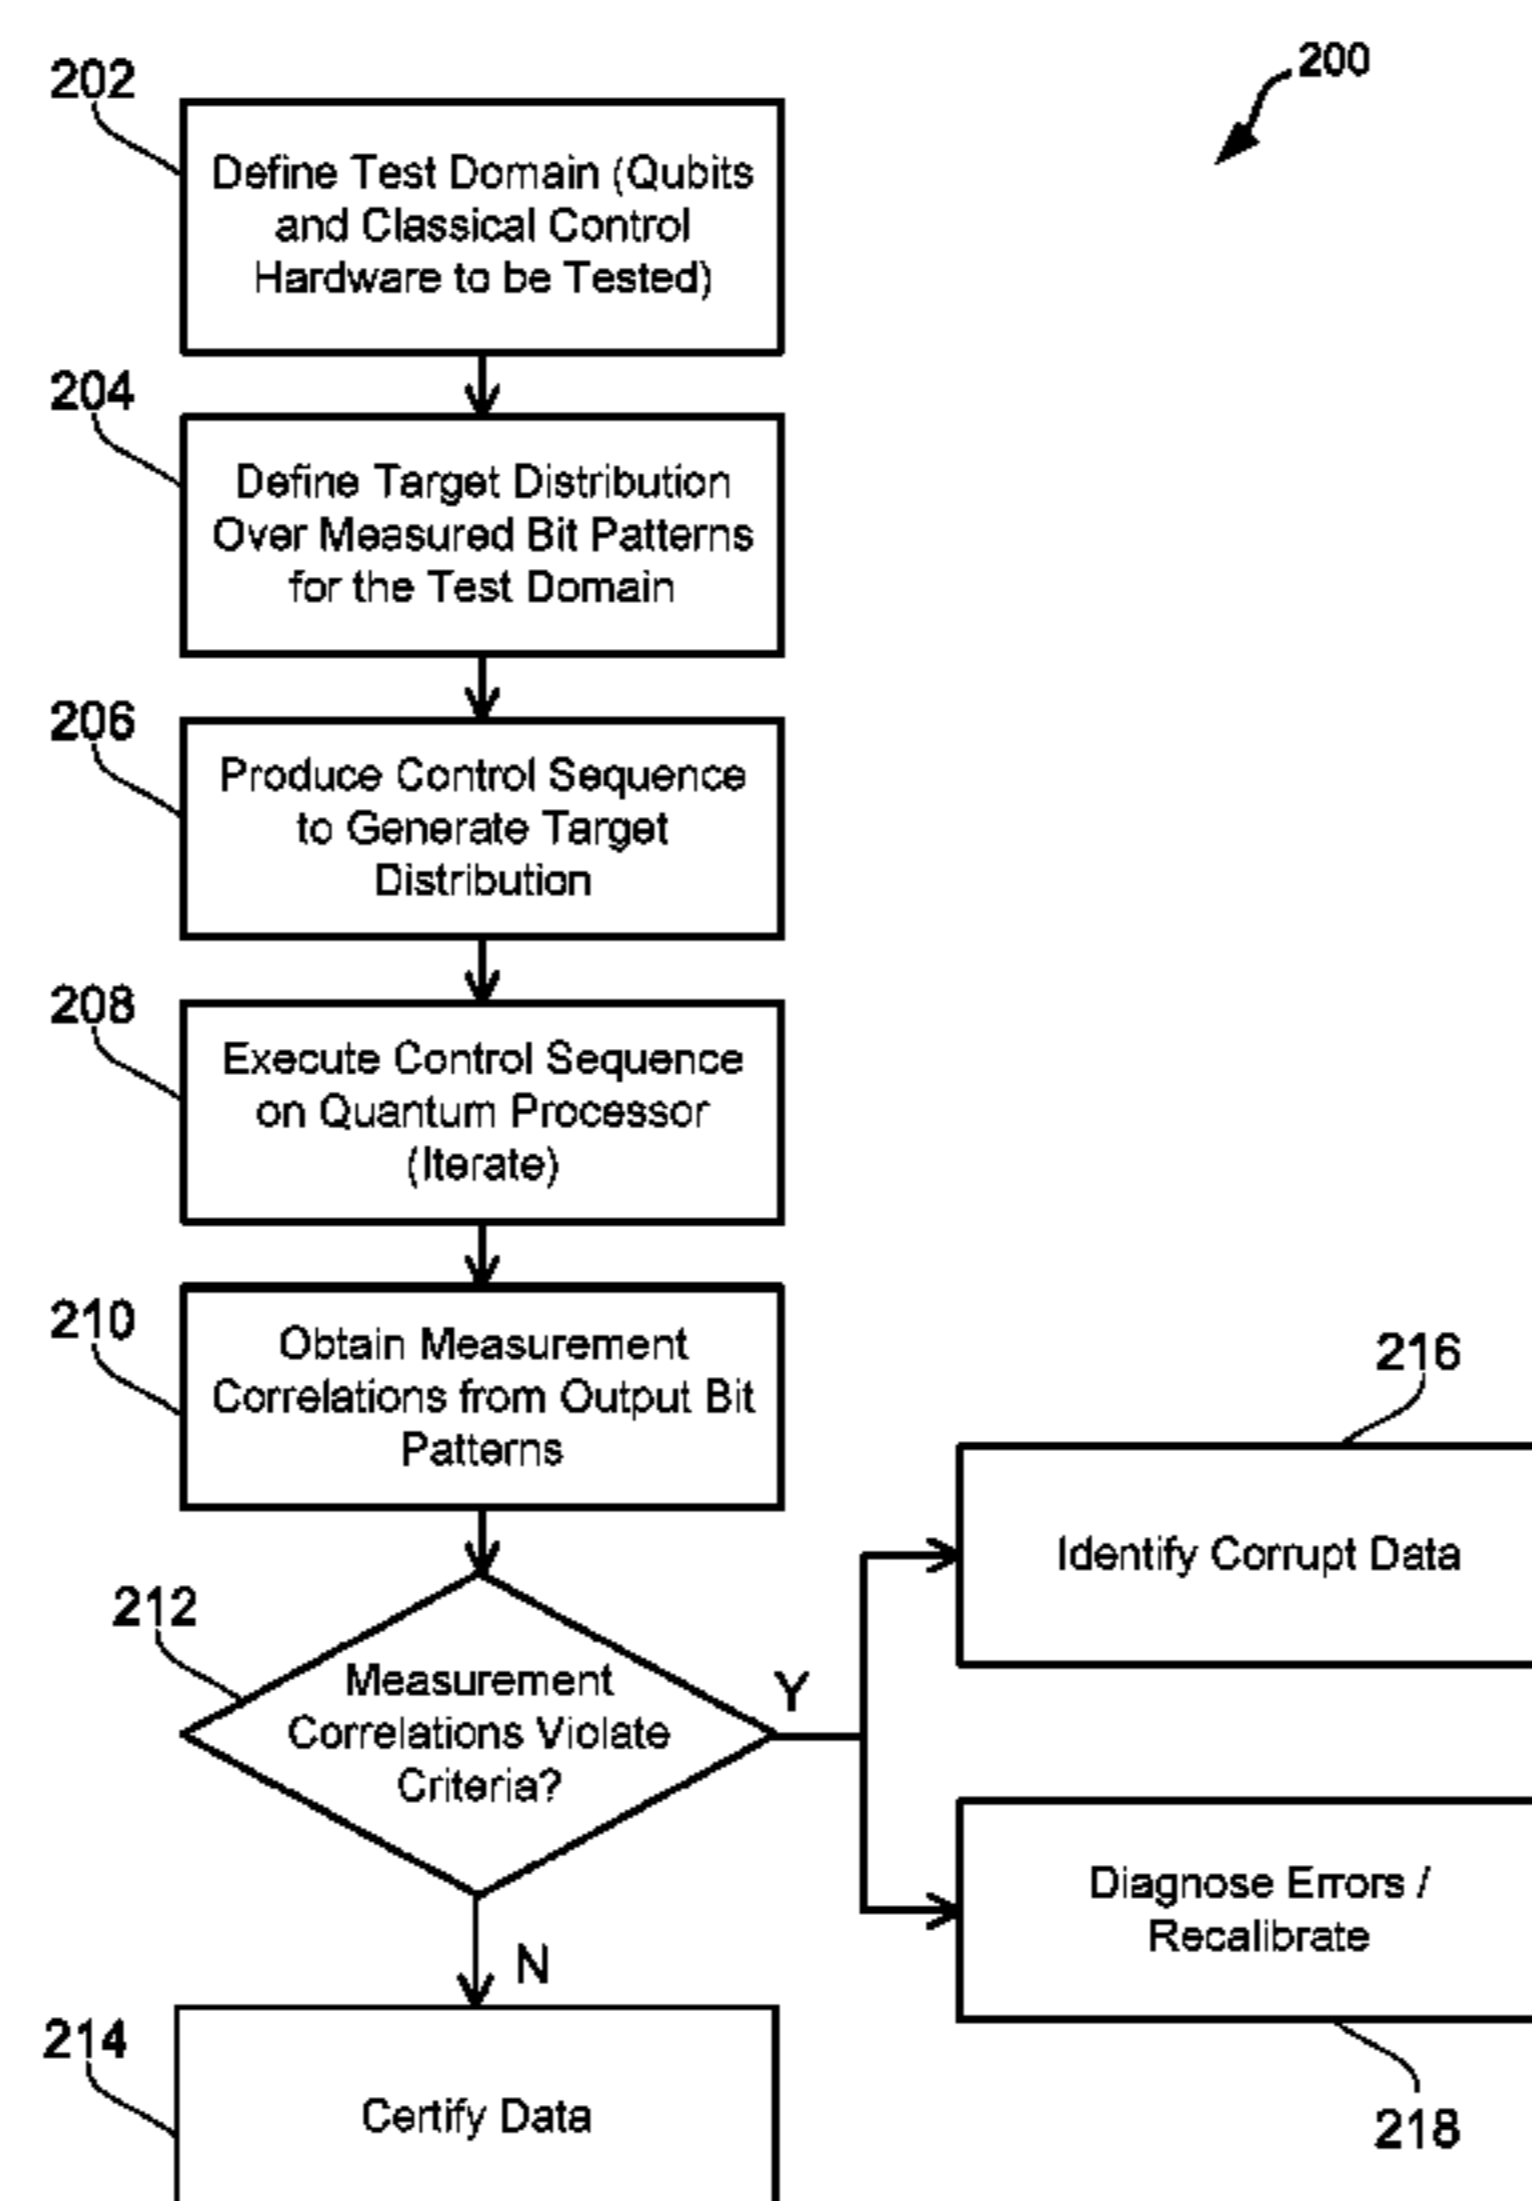 200
202
Define Test Domain (Qubits
and Classical Control
Hardware to be Tested)
204
Define Target Distribution
Over Measured Bit Patterns
for the Test Domain
206
Produce Control Sequence
to Generate Target
Distribution
208
Execute Control Sequence
on Quantum Processor
(Iterate)
210
Obtain Measurement
Correlations from Output Bit
Patterns
212
Measurement
Correlations Violate
Criteria?
Y
216
Identify Corrupt Data
Diagnose Errors /
Recalibrate
218
N
214
Certify Data